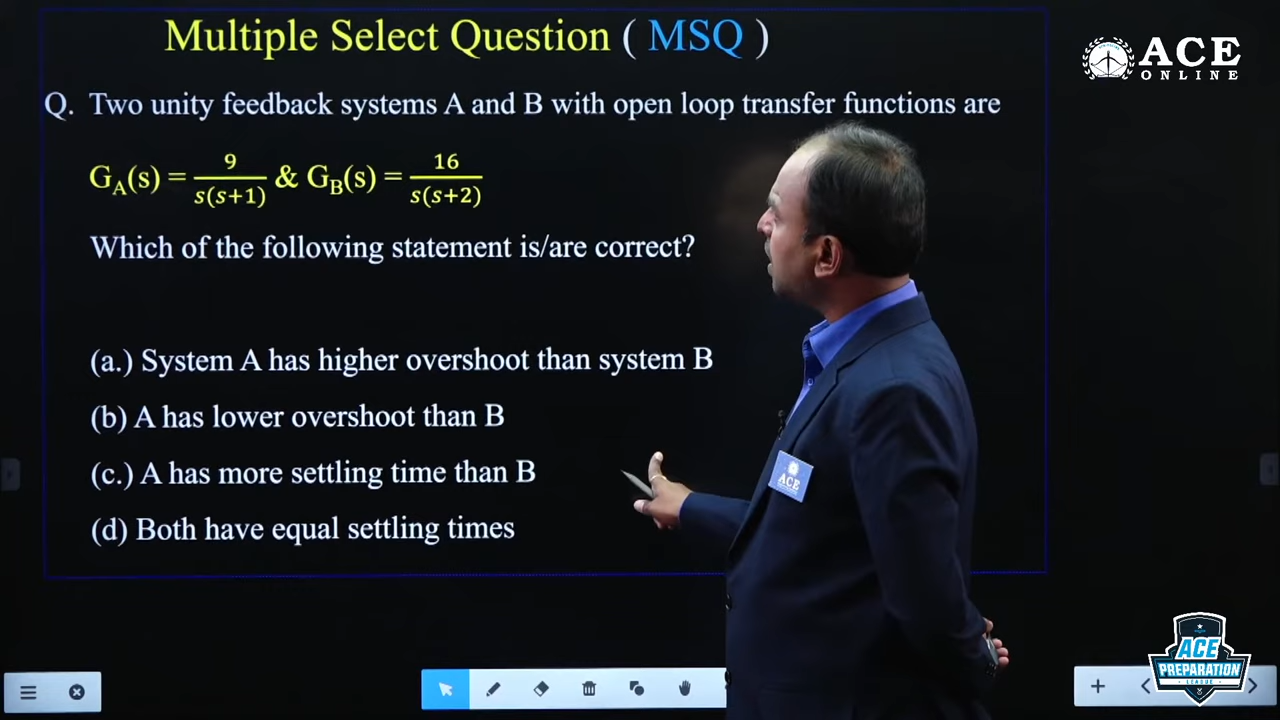 Multiple Select Question ( MSQ )
ACE
ONLINE
Q. Two unity feedback systems A and B with open loop transfer functions are
G_A(s) = 9/s(s+1) & G_B(s) = 16/s(s+2)
Which of the following statement is/are correct?
(a.) System A has higher overshoot than system B
(b) A has lower overshoot than B
(c.) A has more settling time than B
(d) Both have equal settling times
ACE
ACE
PREPARATION
LEAGUE